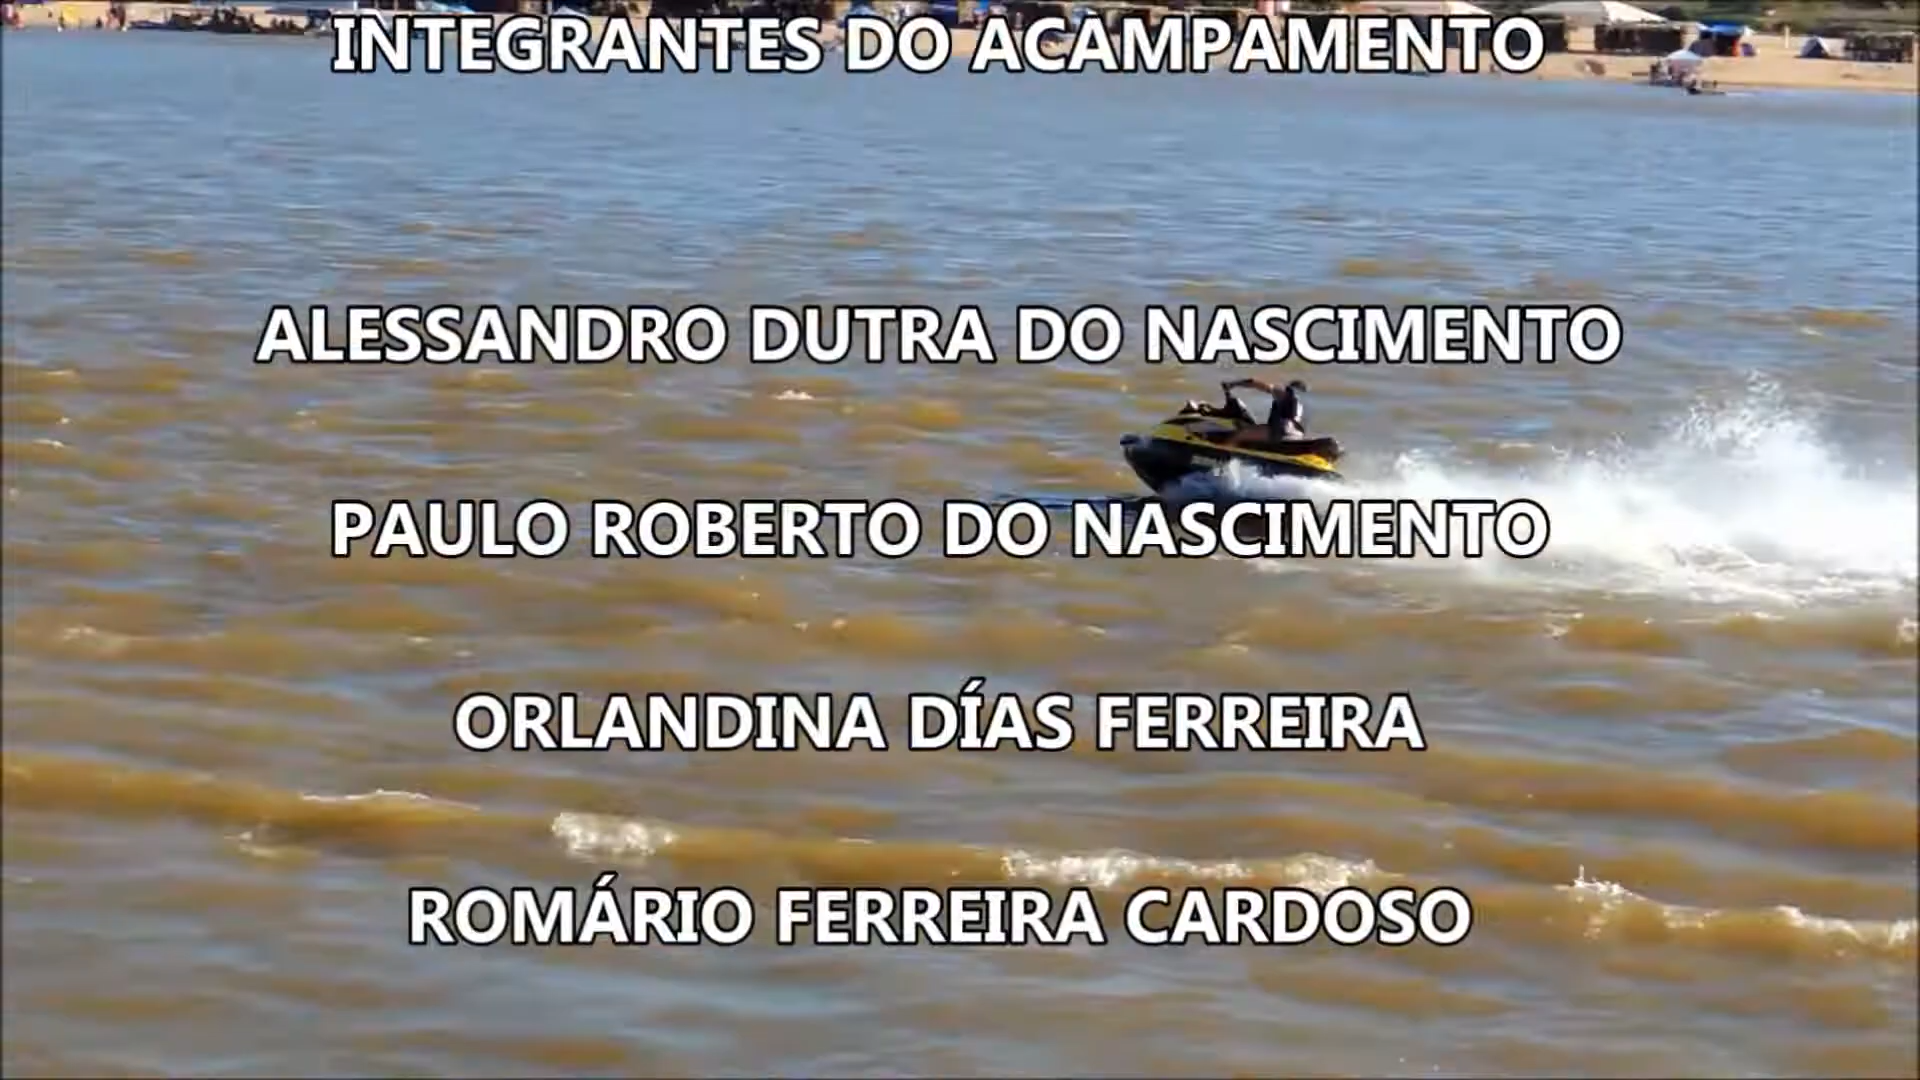 INTEGRANTES DO ACAMPAMENTO
ALESSANDRO DUTRA DO NASCIMENTO
PAULO ROBERTO DO NASCIMENTO
ORLANDINA DÍAS FERREIRA
ROMÁRIO FERREIRA CARDOSO